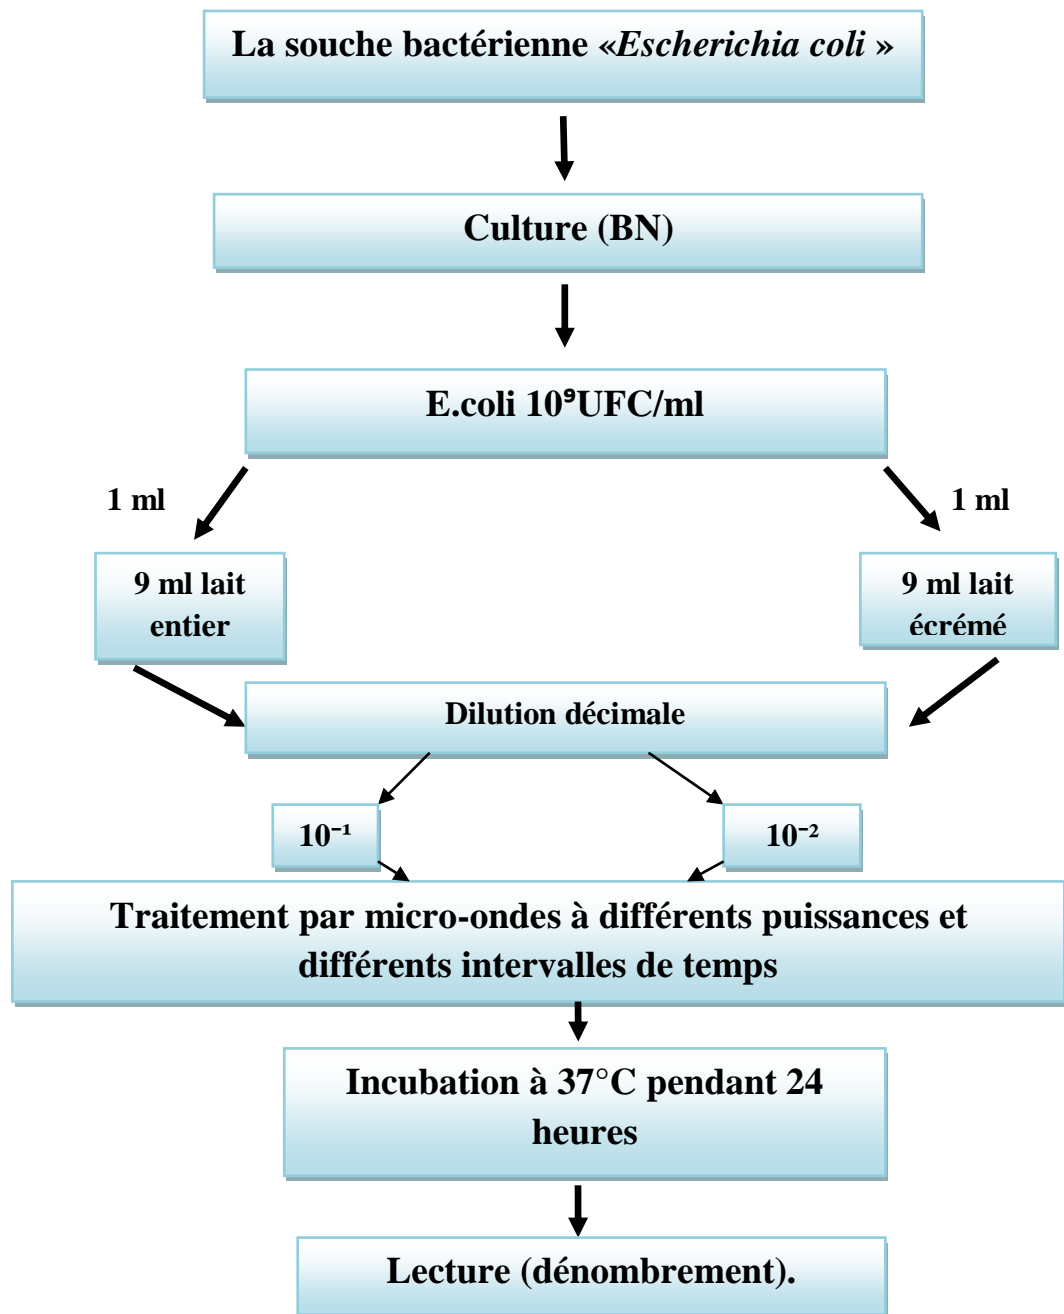 La souche bactérienne «Escherichia coli »
Culture (BN)
E.coli 10⁹UFC/ml
1 ml
1 ml
9 ml lait
entier
9 ml lait
écrémé
Dilution décimale
10⁻¹
10⁻²
Traitement par micro-ondes à différents puissances et
différents intervalles de temps
Incubation à 37°C pendant 24
heures
Lecture (dénombrement).